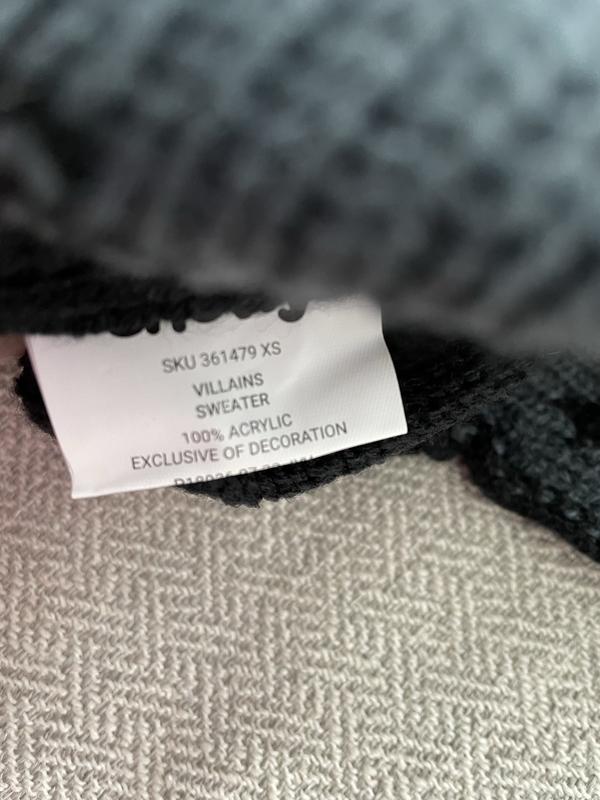 SKU 361479 XS
VILLAINS
SWEATER
100% ACRYLIC
EXCLUSIVE OF DECORATION